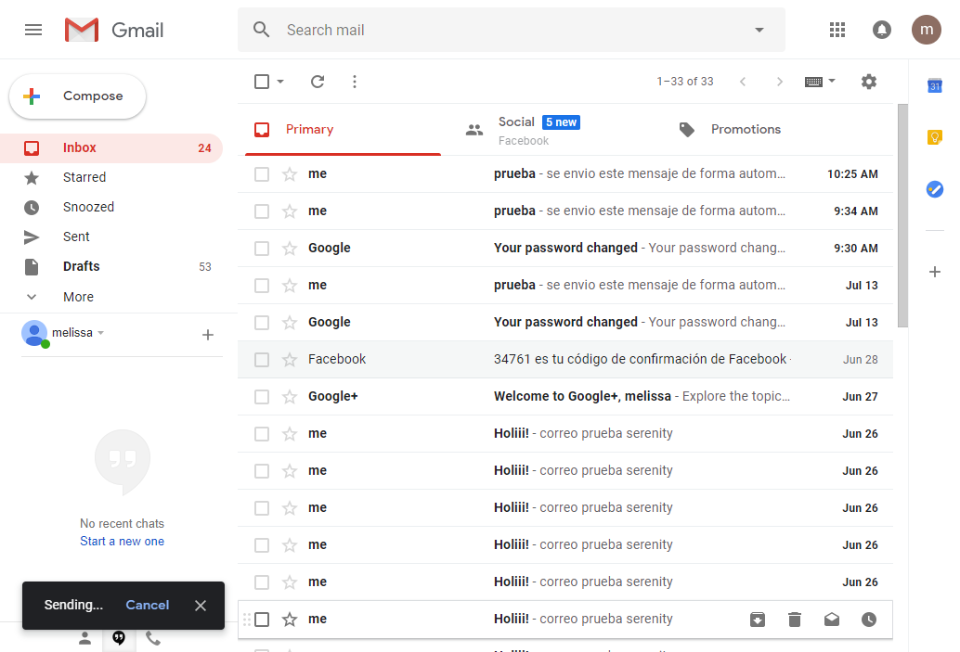 Gmail
Search mail
m
Compose
1–33 of 33
31
Inbox 24
Starred
Snoozed
Sent
Drafts 53
More
melissa
No recent chats
Start a new one
Sending... Cancel
Primary
Social 5 new
Facebook
Promotions
me prueba - se envio este mensaje de forma autom... 10:25 AM
me prueba - se envio este mensaje de forma autom... 9:34 AM
Google Your password changed - Your password chang... 9:30 AM
me prueba - se envio este mensaje de forma autom... Jul 13
Google Your password changed - Your password chang... Jul 13
Facebook 34761 es tu código de confirmación de Facebook - Jun 28
Google+ Welcome to Google+, melissa - Explore the topic... Jun 27
me Holiii! - correo prueba serenity Jun 26
me Holiii! - correo prueba serenity Jun 26
me Holiii! - correo prueba serenity Jun 26
me Holiii! - correo prueba serenity Jun 26
me Holiii! - correo prueba serenity Jun 26
me Holiii! - correo prueba serenity